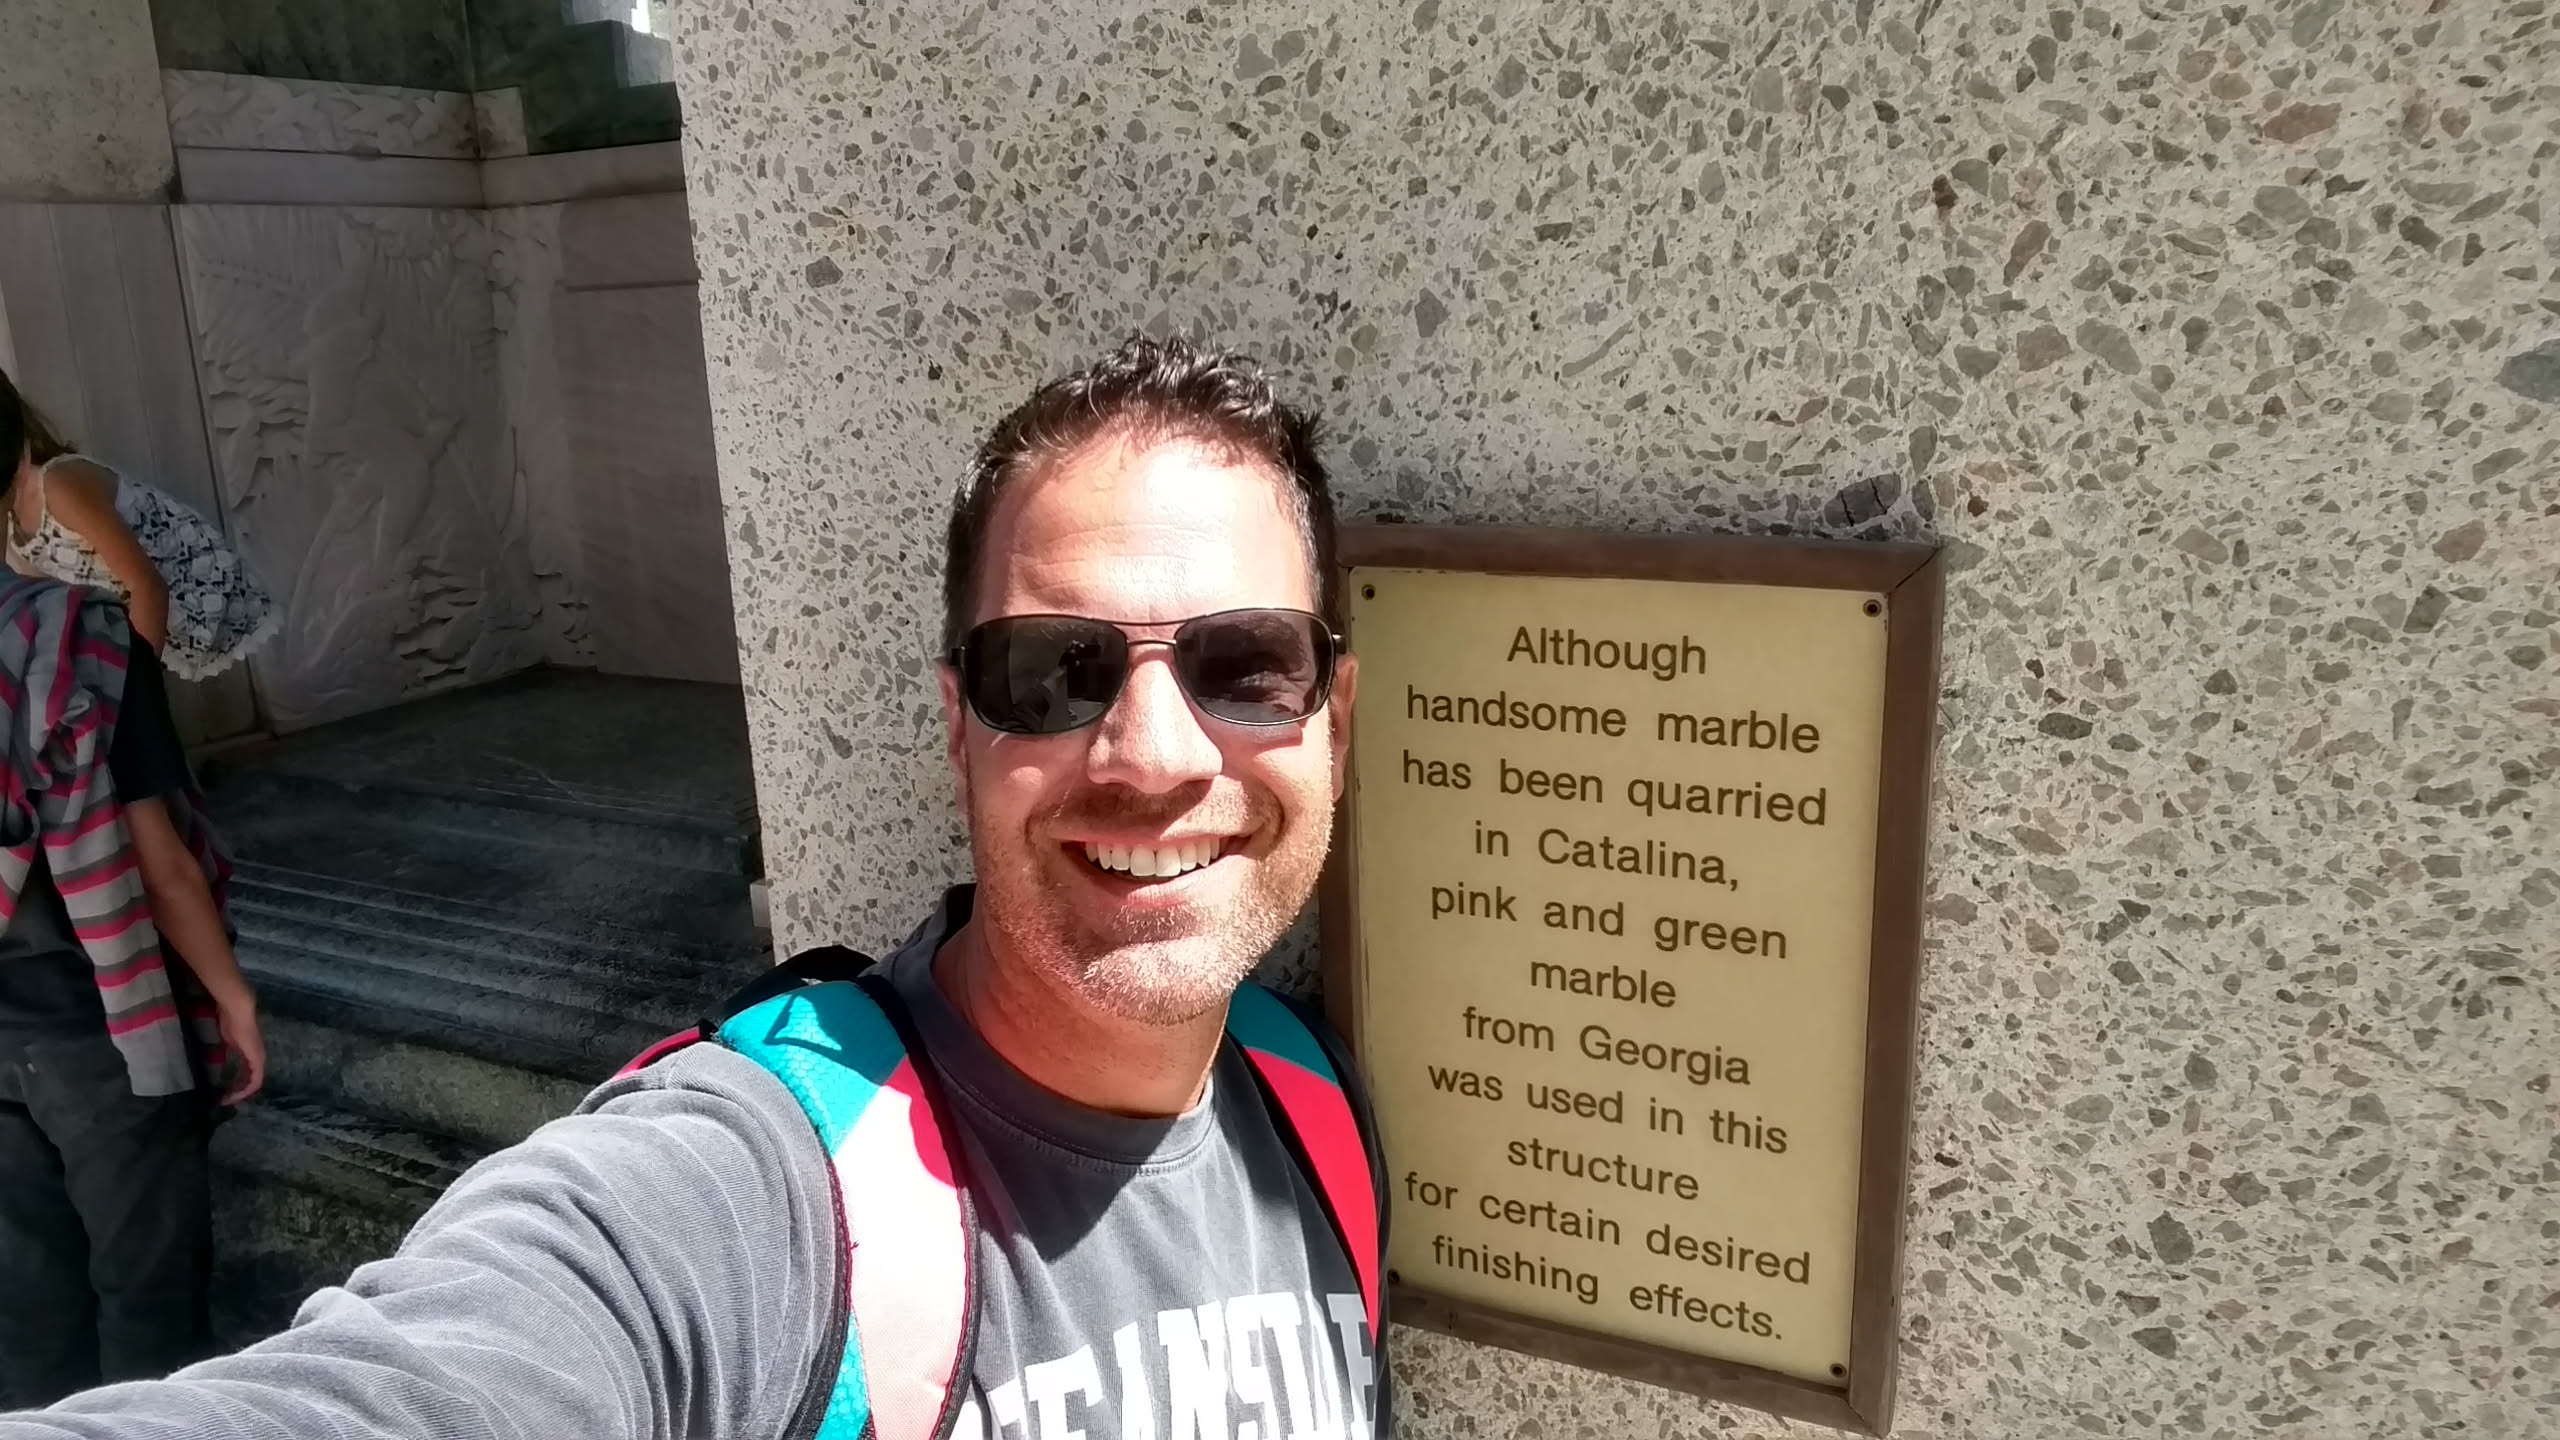 Although
handsome marble
has been quarried
in Catalina,
pink and green
marble
from Georgia
was used in this
structure
for certain desired
finishing effects.
OCEANSIDE